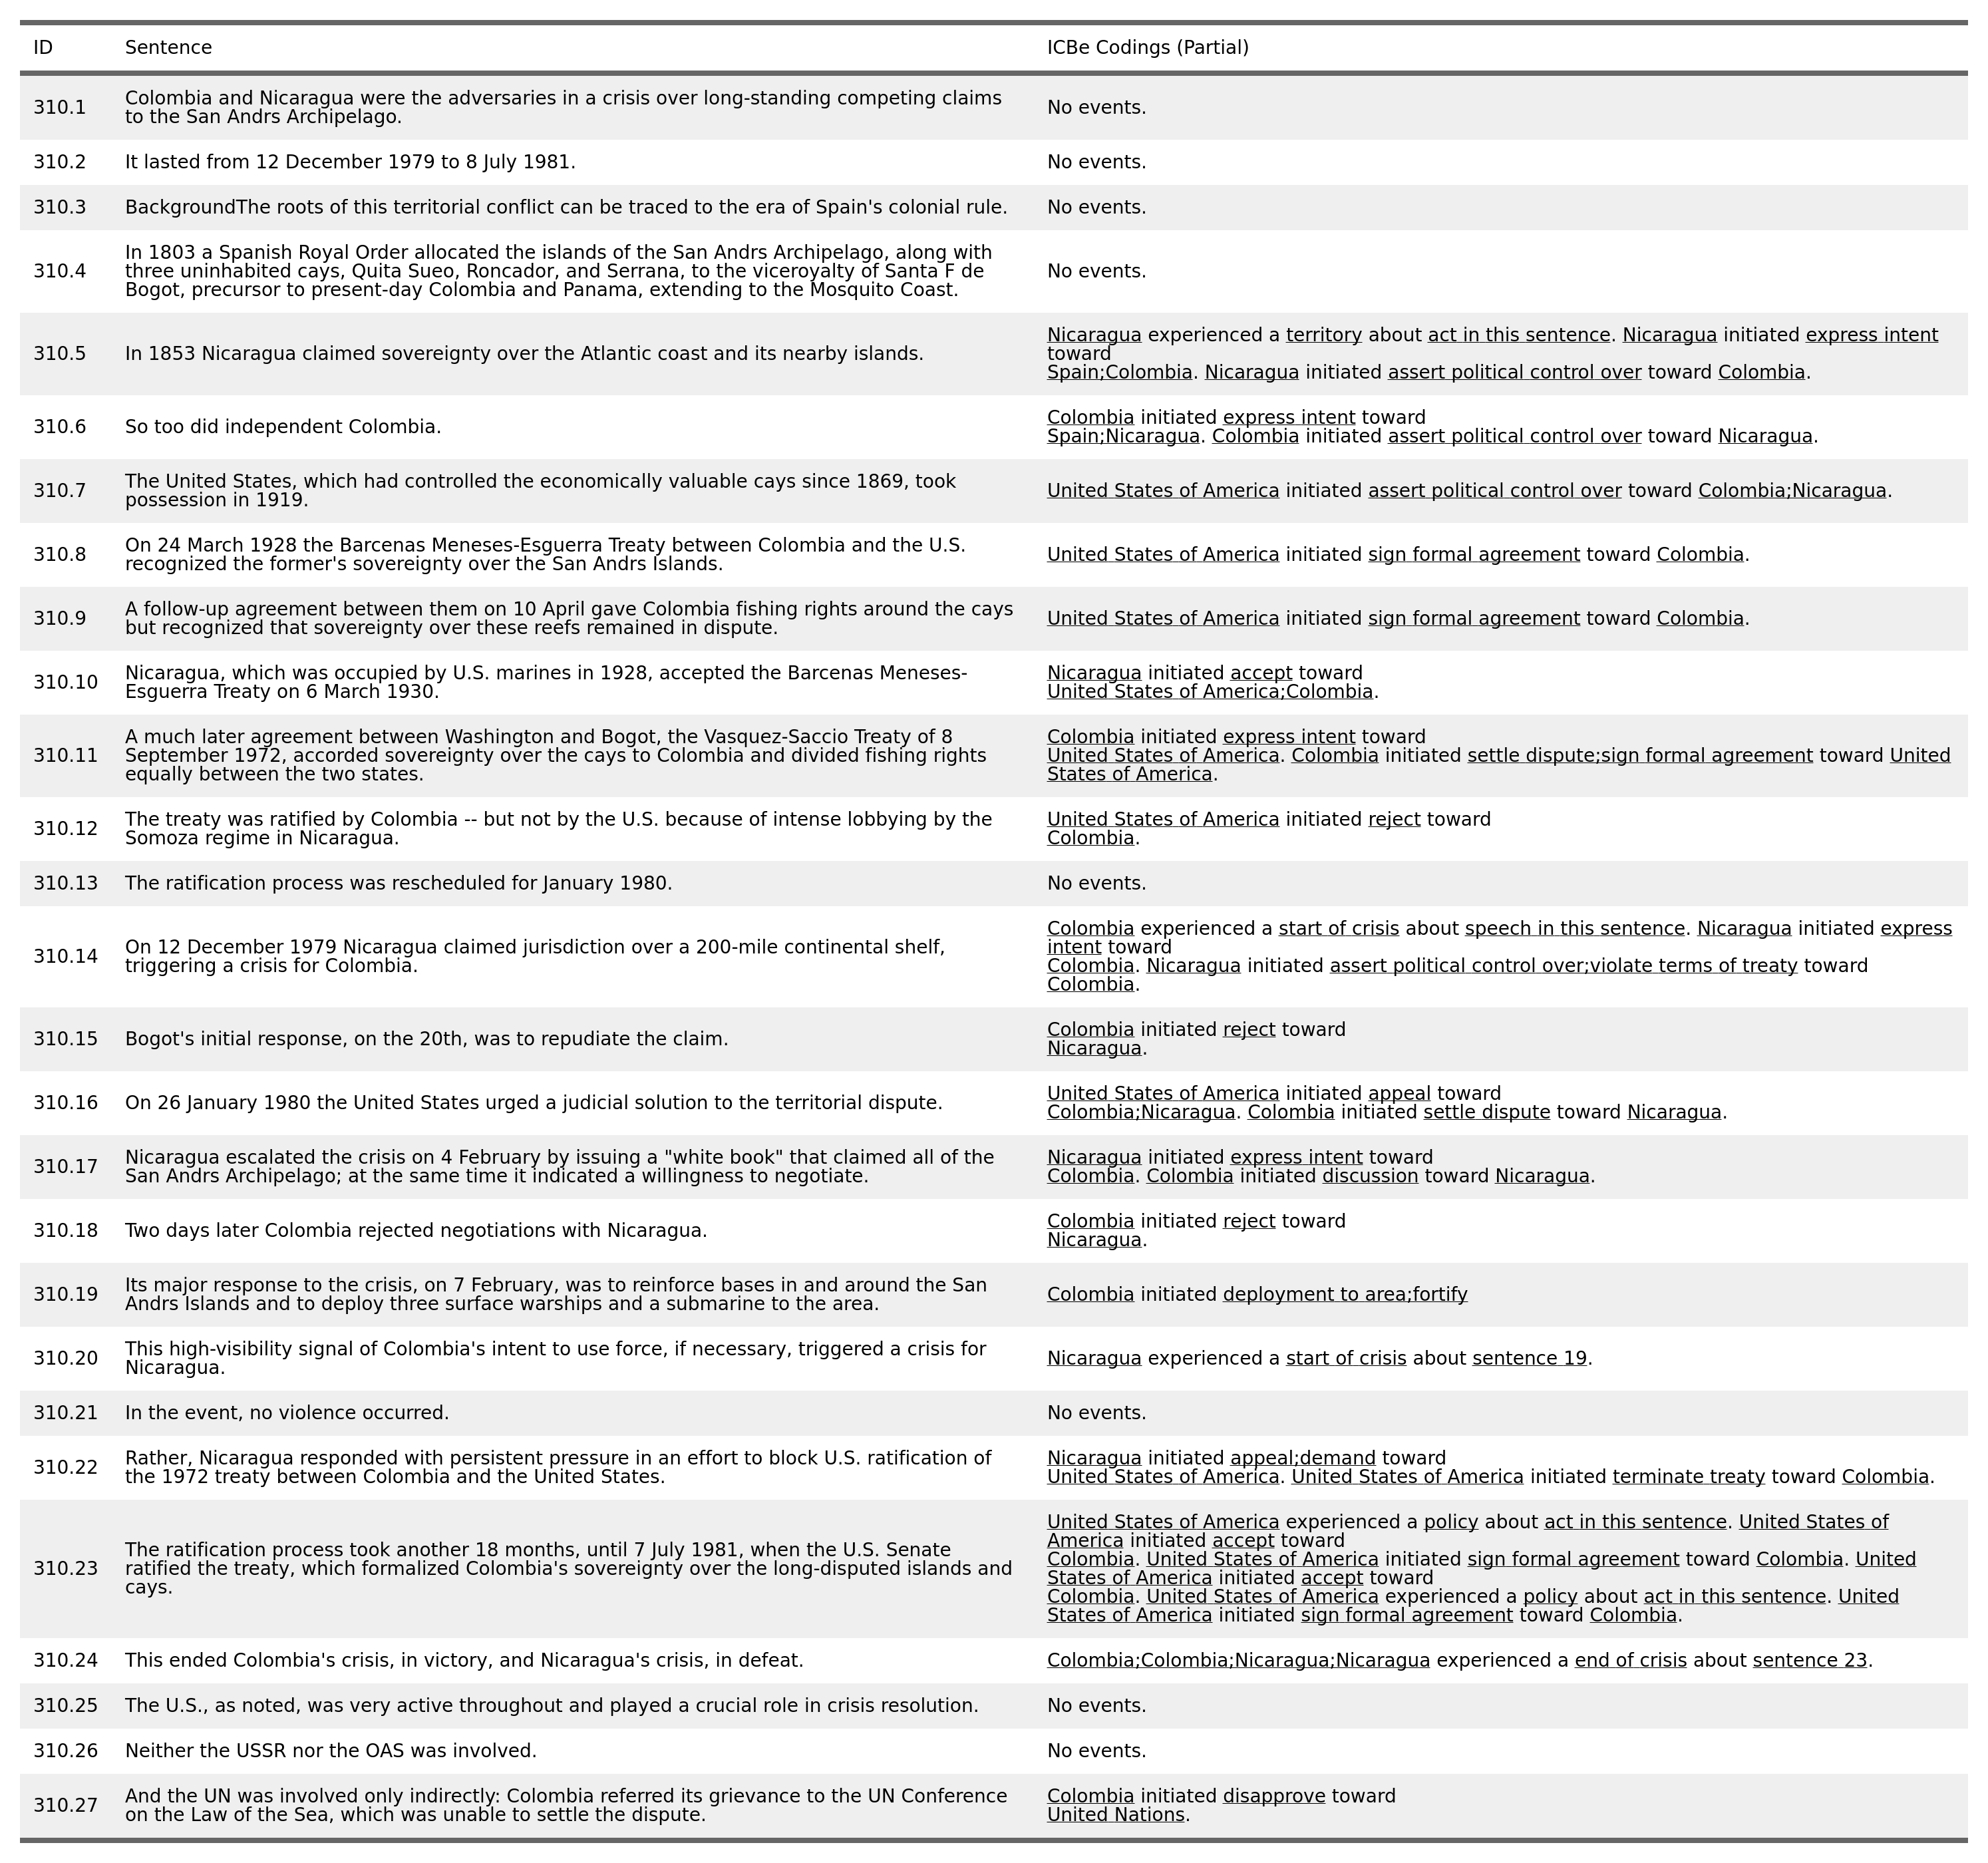 ID Sentence ICBe Codings (Partial)
310.1 Colombia and Nicaragua were the adversaries in a crisis over long-standing competing claims
to the San Andrs Archipelago.
No events.
310.2 It lasted from 12 December 1979 to 8 July 1981. No events.
310.3 BackgroundThe roots of this territorial conflict can be traced to the era of Spain's colonial rule. No events.
310.4 In 1803 a Spanish Royal Order allocated the islands of the San Andrs Archipelago, along with
three uninhabited cays, Quita Sueo, Roncador, and Serrana, to the viceroyalty of Santa F de
Bogot, precursor to present-day Colombia and Panama, extending to the Mosquito Coast.
No events.
310.5 In 1853 Nicaragua claimed sovereignty over the Atlantic coast and its nearby islands.
Nicaragua experienced a territory about act in this sentence. Nicaragua initiated express intent
toward
Spain;Colombia. Nicaragua initiated assert political control over toward Colombia.
310.6 So too did independent Colombia.
Colombia initiated express intent toward
Spain;Nicaragua. Colombia initiated assert political control over toward Nicaragua.
310.7 The United States, which had controlled the economically valuable cays since 1869, took
possession in 1919.
United States of America initiated assert political control over toward Colombia;Nicaragua.
310.8 On 24 March 1928 the Barcenas Meneses-Esguerra Treaty between Colombia and the U.S.
recognized the former's sovereignty over the San Andrs Islands.
United States of America initiated sign formal agreement toward Colombia.
310.9 A follow-up agreement between them on 10 April gave Colombia fishing rights around the cays
but recognized that sovereignty over these reefs remained in dispute.
United States of America initiated sign formal agreement toward Colombia.
310.10 Nicaragua, which was occupied by U.S. marines in 1928, accepted the Barcenas Meneses-
Esguerra Treaty on 6 March 1930.
Nicaragua initiated accept toward
United States of America;Colombia.
310.11 A much later agreement between Washington and Bogot, the Vasquez-Saccio Treaty of 8
September 1972, accorded sovereignty over the cays to Colombia and divided fishing rights
equally between the two states.
Colombia initiated express intent toward
United States of America. Colombia initiated settle dispute;sign formal agreement toward United
States of America.
310.12 The treaty was ratified by Colombia -- but not by the U.S. because of intense lobbying by the
Somoza regime in Nicaragua.
United States of America initiated reject toward
Colombia.
310.13 The ratification process was rescheduled for January 1980. No events.
310.14 On 12 December 1979 Nicaragua claimed jurisdiction over a 200-mile continental shelf,
triggering a crisis for Colombia.
Colombia experienced a start of crisis about speech in this sentence. Nicaragua initiated express
intent toward
Colombia. Nicaragua initiated assert political control over;violate terms of treaty toward
Colombia.
310.15 Bogot's initial response, on the 20th, was to repudiate the claim.
Colombia initiated reject toward
Nicaragua.
310.16 On 26 January 1980 the United States urged a judicial solution to the territorial dispute.
United States of America initiated appeal toward
Colombia;Nicaragua. Colombia initiated settle dispute toward Nicaragua.
310.17 Nicaragua escalated the crisis on 4 February by issuing a "white book" that claimed all of the
San Andrs Archipelago; at the same time it indicated a willingness to negotiate.
Nicaragua initiated express intent toward
Colombia. Colombia initiated discussion toward Nicaragua.
310.18 Two days later Colombia rejected negotiations with Nicaragua.
Colombia initiated reject toward
Nicaragua.
310.19 Its major response to the crisis, on 7 February, was to reinforce bases in and around the San
Andrs Islands and to deploy three surface warships and a submarine to the area.
Colombia initiated deployment to area;fortify
310.20 This high-visibility signal of Colombia's intent to use force, if necessary, triggered a crisis for
Nicaragua.
Nicaragua experienced a start of crisis about sentence 19.
310.21 In the event, no violence occurred. No events.
310.22 Rather, Nicaragua responded with persistent pressure in an effort to block U.S. ratification of
the 1972 treaty between Colombia and the United States.
Nicaragua initiated appeal;demand toward
United States of America. United States of America initiated terminate treaty toward Colombia.
310.23 The ratification process took another 18 months, until 7 July 1981, when the U.S. Senate
ratified the treaty, which formalized Colombia's sovereignty over the long-disputed islands and
cays.
United States of America experienced a policy about act in this sentence. United States of
America initiated accept toward
Colombia. United States of America initiated sign formal agreement toward Colombia. United
States of America initiated accept toward
Colombia. United States of America experienced a policy about act in this sentence. United
States of America initiated sign formal agreement toward Colombia.
310.24 This ended Colombia's crisis, in victory, and Nicaragua's crisis, in defeat. Colombia;Colombia;Nicaragua;Nicaragua experienced a end of crisis about sentence 23.
310.25 The U.S., as noted, was very active throughout and played a crucial role in crisis resolution. No events.
310.26 Neither the USSR nor the OAS was involved. No events.
310.27 And the UN was involved only indirectly: Colombia referred its grievance to the UN Conference
on the Law of the Sea, which was unable to settle the dispute.
Colombia initiated disapprove toward
United Nations.